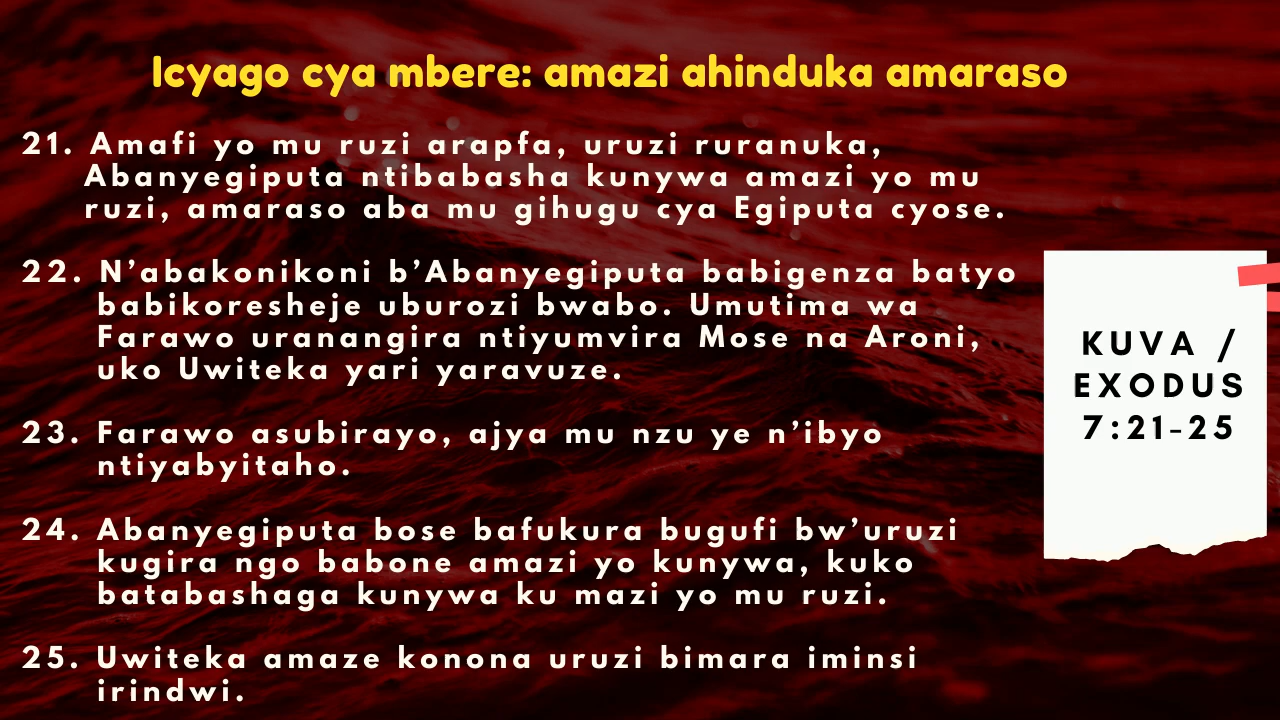 Icyago cya mbere: amazi ahinduka amaraso
21. Amafi yo mu ruzi arapfa, uruzi ruranuka,
Abanyegiputa ntibabasha kunywa amazi yo mu
ruzi, amaraso aba mu gihugu cya Egiputa cyose.
22. N’abakonikoni b’Abanyegiputa babigenza batyo
babikoresheje uburozi bwabo. Umutima wa
Farawo uranangira ntiyumvira Mose na Aroni,
uko Uwiteka yari yaravuze.
23. Farawo asubirayo, ajya mu nzu ye n’ibyo
ntiyabyitaho.
24. Abanyegiputa bose bafukura bugufi bw’uruzi
kugira ngo babone amazi yo kunywa, kuko
batabashaga kunywa ku mazi yo mu ruzi.
25. Uwiteka amaze konona uruzi bimara iminsi
irindwi.
KUVA /
EXODUS
7:21-25